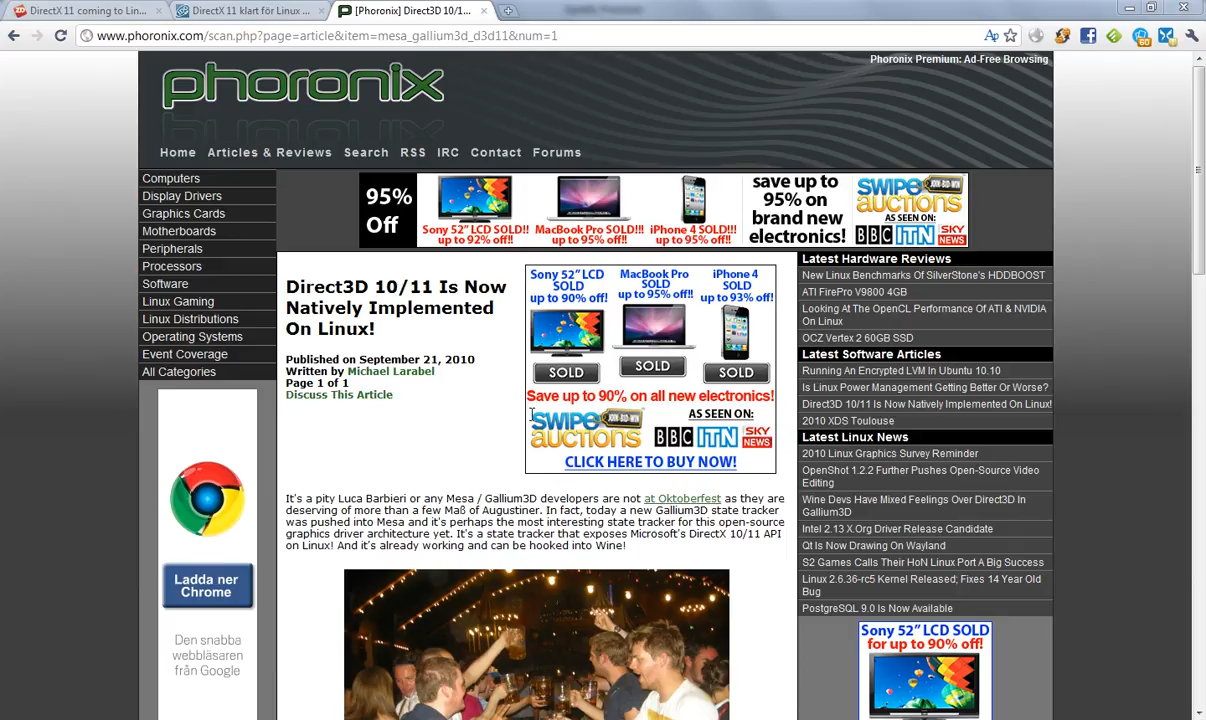 DirectX 11 coming to Lin...
DirectX 11 klart för Linux ...
[Phoronix] Direct3D 10/1...
www.phoronix.com/scan.php?page=article&item=mesa_gallium3d_d3d11&num=1
60
Phoronix Premium: Ad-Free Browsing
phoronix
Home Articles & Reviews Search RSS IRC Contact Forums
Computers
Display Drivers
Graphics Cards
Motherboards
Peripherals
Processors
Software
Linux Gaming
Linux Distributions
Operating Systems
Event Coverage
All Categories
95%
Off
Sony 52" LCD SOLD!!
up to 92% off!!
MacBook Pro SOLD!!!
up to 95% off!!
iPhone 4 SOLD!!!
up to 95% off!!
save up to
95% on
brand new
electronics!
SWIPE JOIN·BID·WIN
AUCTIONS
AS SEEN ON:
BBC ITN SKY
NEWS
Direct3D 10/11 Is Now
Natively Implemented
On Linux!
Published on September 21, 2010
Written by Michael Larabel
Page 1 of 1
Discuss This Article
Sony 52" LCD
SOLD
up to 90% off!
MacBook Pro
SOLD
up to 95% off!!
iPhone 4
SOLD
up to 93% off!
SOLD
SOLD
SOLD
Save up to 90% on all new electronics!
SWIPE JOIN·BID·WIN
AUCTIONS
AS SEEN ON:
BBC ITN SKY
NEWS
CLICK HERE TO BUY NOW!
It's a pity Luca Barbieri or any Mesa / Gallium3D developers are not at Oktoberfest as they are
deserving of more than a few Maß of Augustiner. In fact, today a new Gallium3D state tracker
was pushed into Mesa and it's perhaps the most interesting state tracker for this open-source
graphics driver architecture yet. It's a state tracker that exposes Microsoft's DirectX 10/11 API
on Linux! And it's already working and can be hooked into Wine!
Latest Hardware Reviews
New Linux Benchmarks Of SilverStone's HDDBOOST
ATI FirePro V9800 4GB
Looking At The OpenCL Performance Of ATI & NVIDIA
On Linux
OCZ Vertex 2 60GB SSD
Latest Software Articles
Running An Encrypted LVM In Ubuntu 10.10
Is Linux Power Management Getting Better Or Worse?
Direct3D 10/11 Is Now Natively Implemented On Linux!
2010 XDS Toulouse
Latest Linux News
2010 Linux Graphics Survey Reminder
OpenShot 1.2.2 Further Pushes Open-Source Video
Editing
Wine Devs Have Mixed Feelings Over Direct3D In
Gallium3D
Intel 2.13 X.Org Driver Release Candidate
Qt Is Now Drawing On Wayland
S2 Games Calls Their HoN Linux Port A Big Success
Linux 2.6.36-rc5 Kernel Released; Fixes 14 Year Old
Bug
PostgreSQL 9.0 Is Now Available
Sony 52" LCD SOLD
for up to 90% off!
Ladda ner
Chrome
Den snabba
webbläsaren
från Google